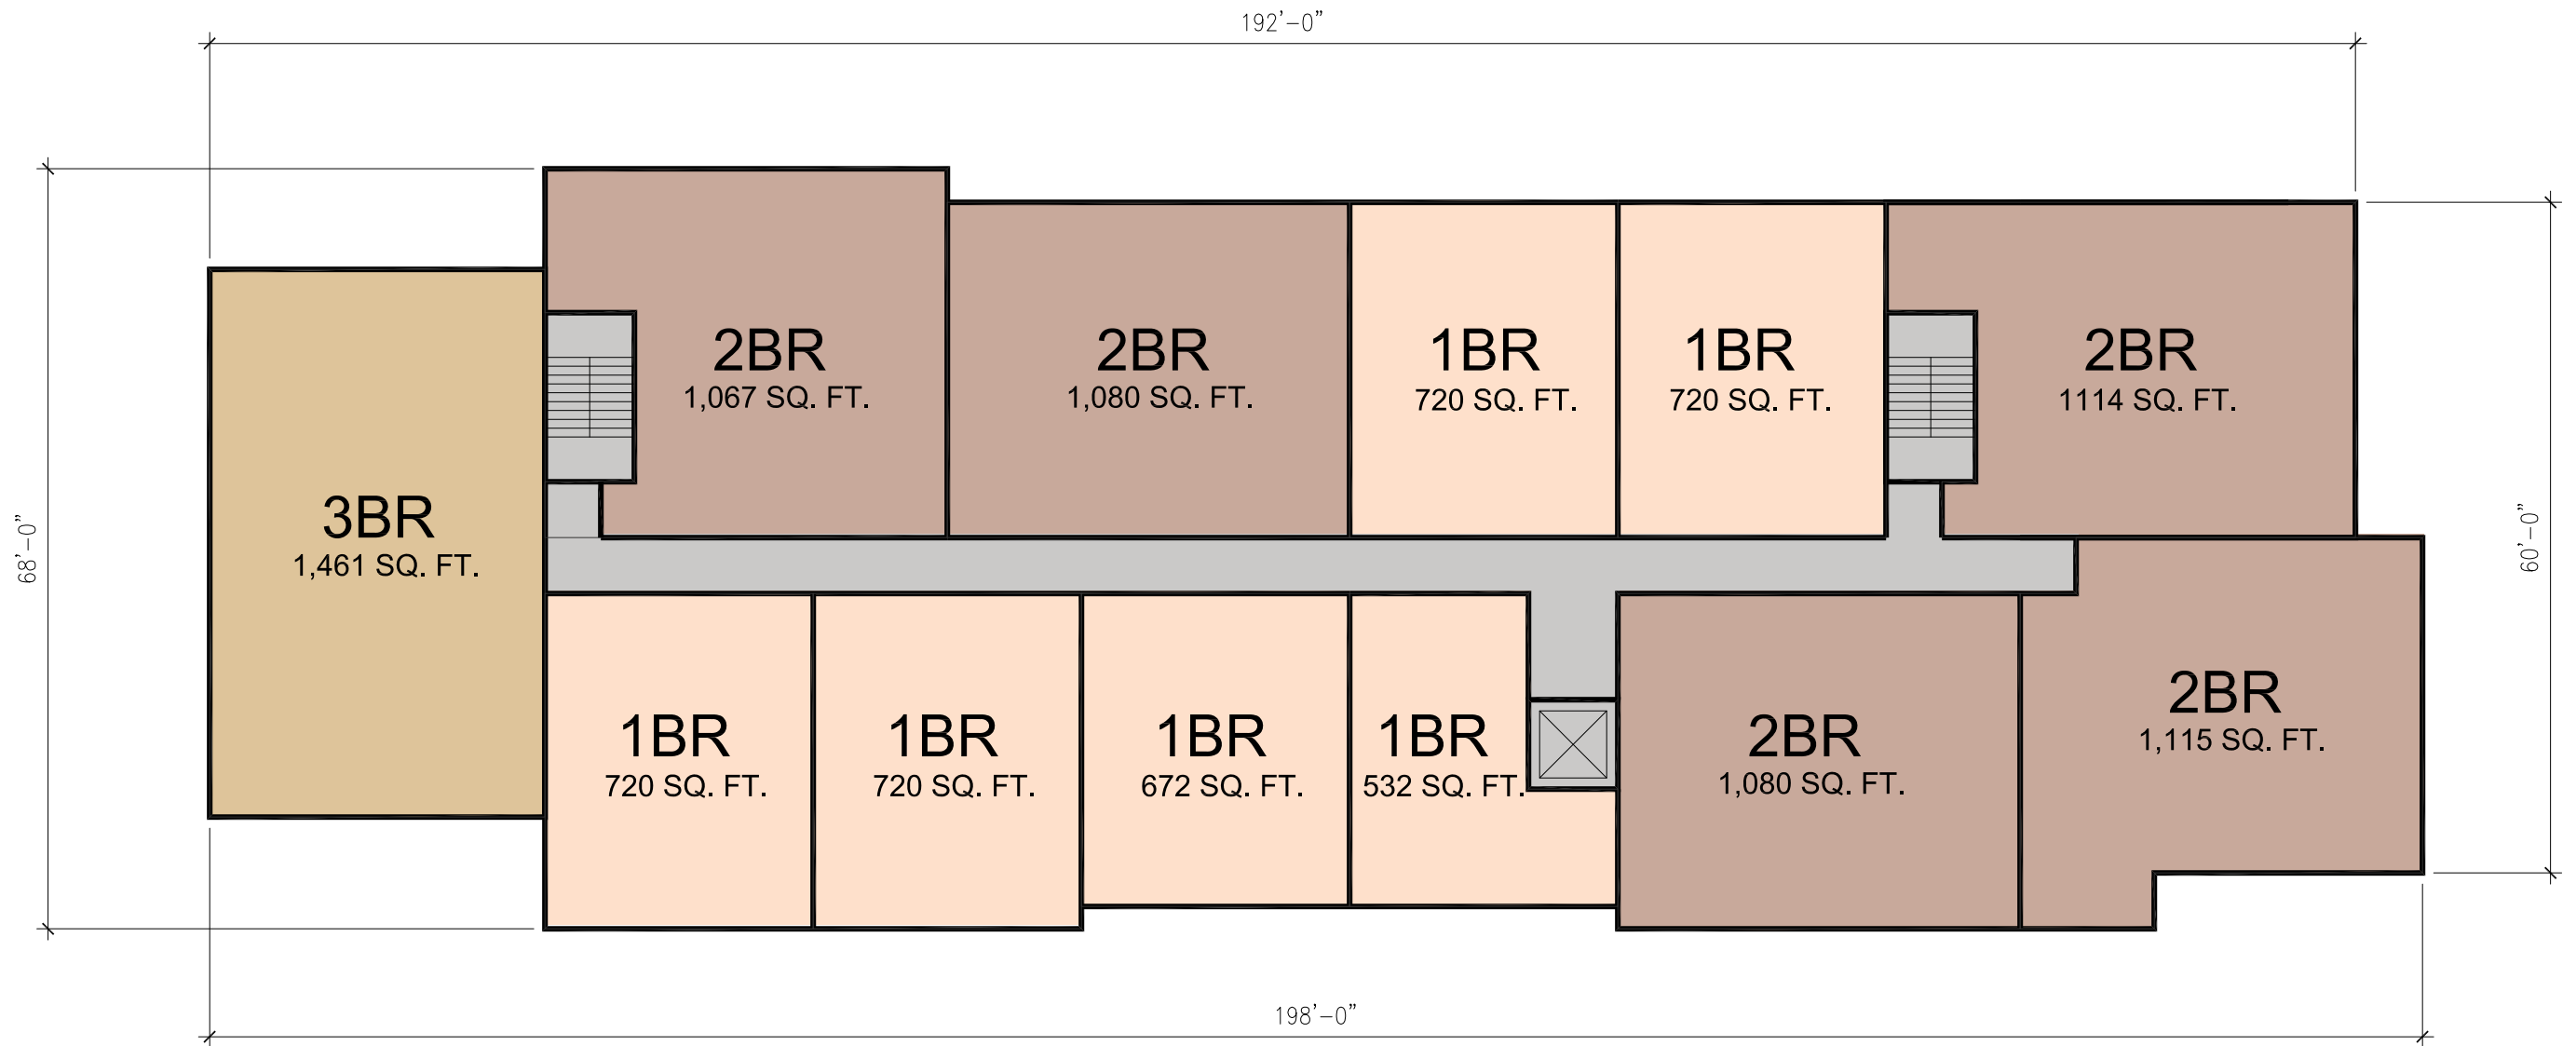 192'-0"
2BR
1,067 SQ. FT.
2BR
1,080 SQ. FT.
1BR
720 SQ. FT.
1BR
720 SQ. FT.
2BR
1114 SQ. FT.
3BR
1,461 SQ. FT.
68'-0"
60'-0"
1BR
720 SQ. FT.
1BR
720 SQ. FT.
1BR
672 SQ. FT.
1BR
532 SQ. FT.
2BR
1,080 SQ. FT.
2BR
1,115 SQ. FT.
198'-0"